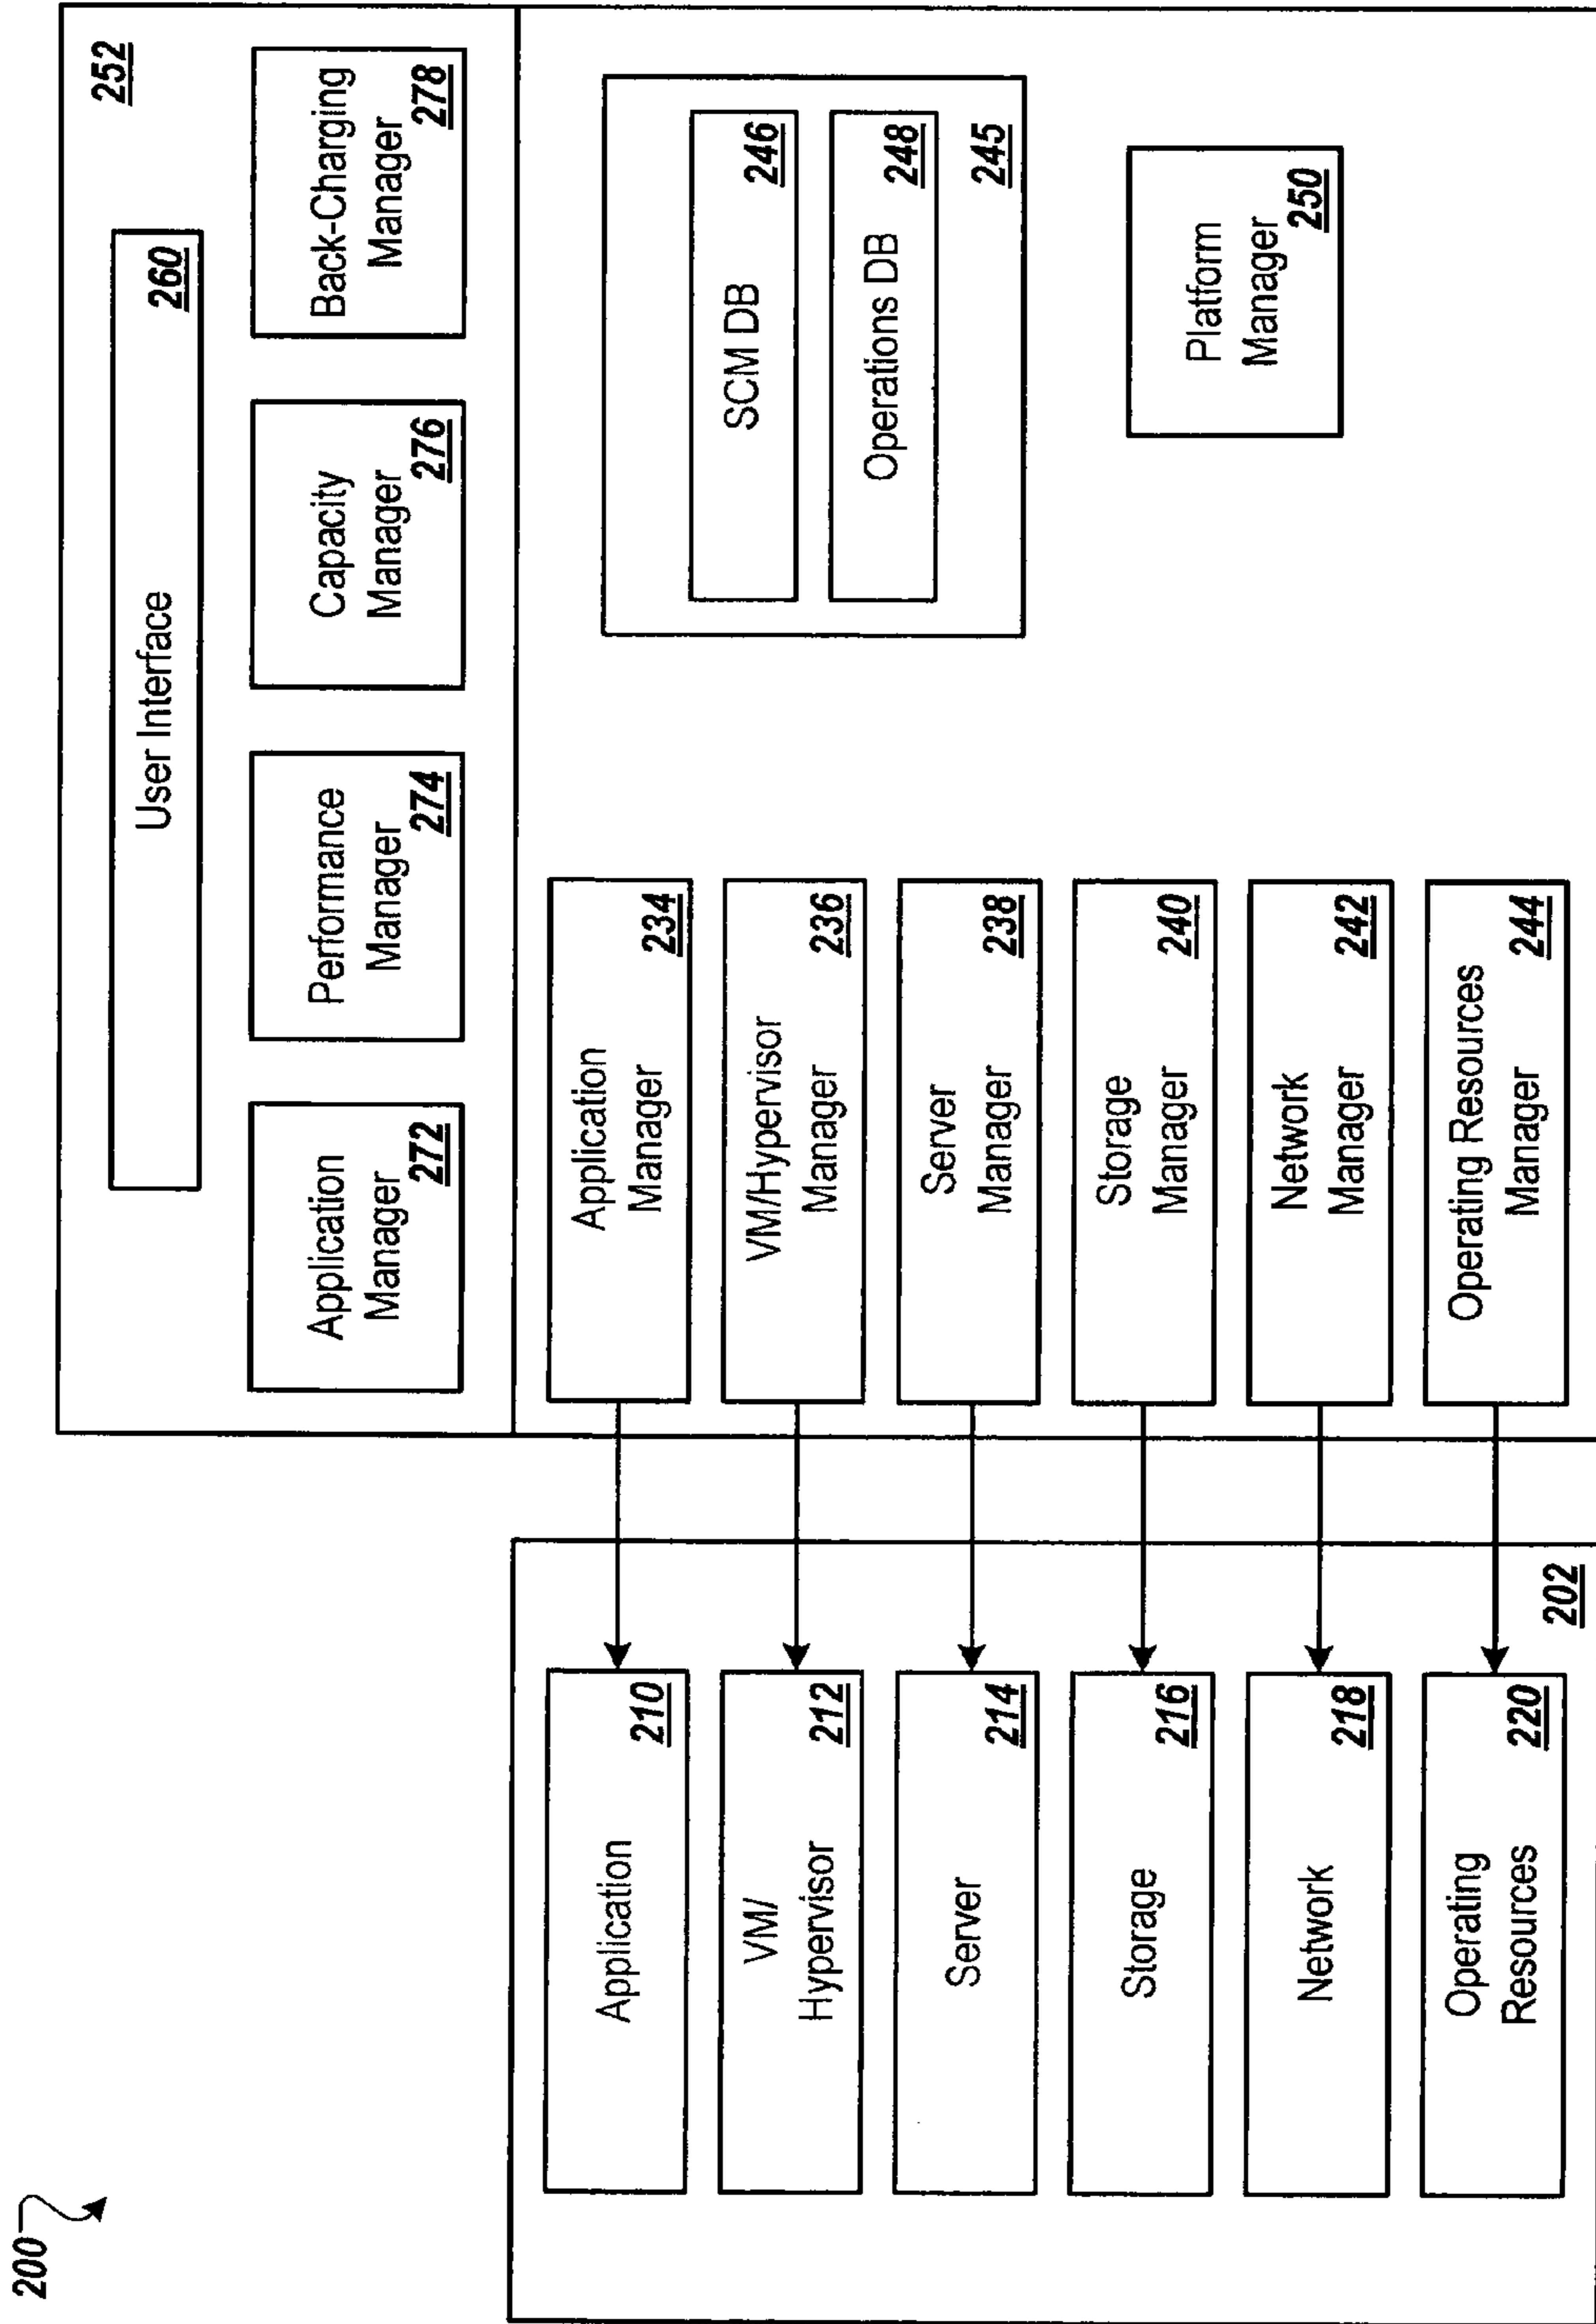 200
252
User Interface
260
Application
Manager
272
Performance
Manager
274
Capacity
Manager
276
Back-Charging
Manager
278
Application
210
VM/
Hypervisor
212
Server
214
Storage
216
Network
218
Operating
Resources
220
202
Application
Manager
234
VM/Hypervisor
Manager
236
Server
Manager
238
Storage
Manager
240
Network
Manager
242
Operating Resources
Manager
244
SCM DB
246
Operations DB
248
245
Platform
Manager
250